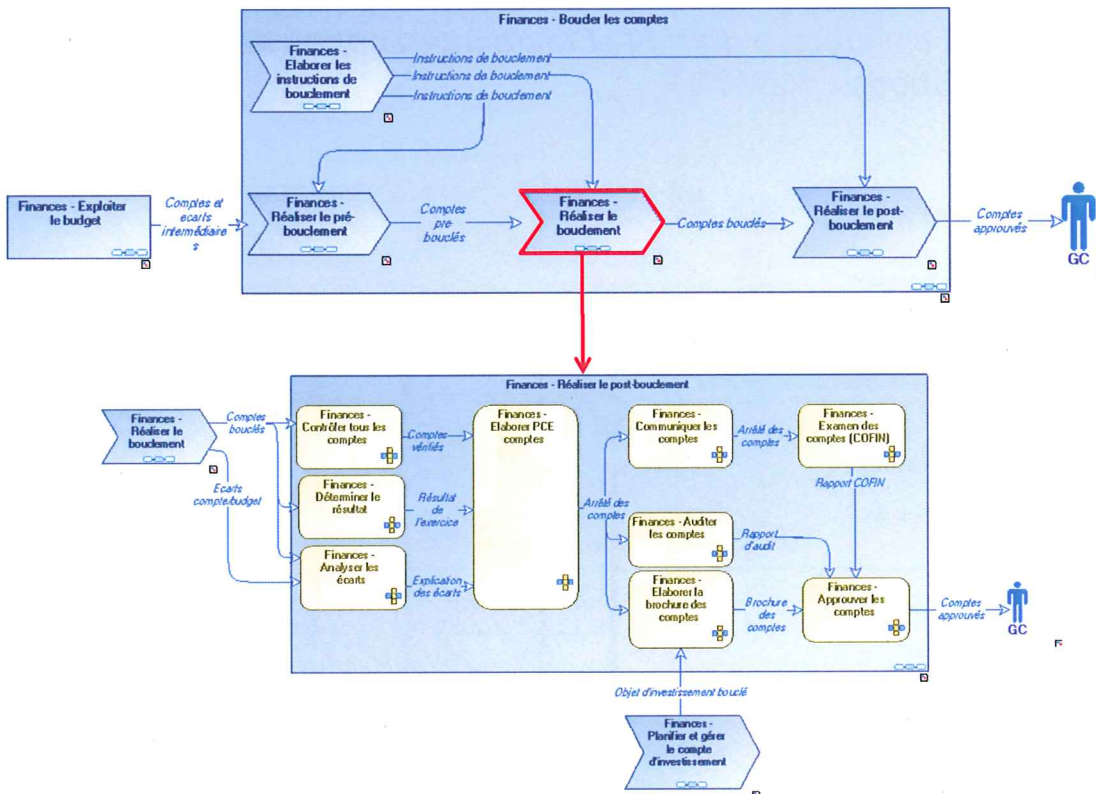 Finances - Boucler les comptes
Finances -
Elaborer les
instructions de
bouclement
Instructions de bouclement
Instructions de bouclement
Instructions de bouclement
Finances - Exploiter
le budget
Comptes et
ecarts
intermédiaire
s
Finances -
Réaliser le pré-
bouclement
Comptes
pré-
bouclés
Finances -
Réaliser le
bouclement
Comptes bouclés
Finances -
Réaliser le post-
bouclement
Comptes
approuvés
GC
Finances - Réaliser le post-bouclement
Finances -
Réaliser le
bouclement
Comptes
bouclés
Ecarts
compte/budget
Finances -
Contrôler tous les
comptes
Comptes
vérifiés
Finances -
Déterminer le
résultat
Résultat
de
l'exercice
Finances -
Analyser les
écarts
Explication
des écarts
Finances -
Elaborer PCE
comptes
Arrêté des
comptes
Finances -
Communiquer les
comptes
Arrêté des
comptes
Finances -
Examen des
comptes (COFIN)
Rapport COFIN
Finances - Auditer
les comptes
Rapport
d'audit
Finances -
Elaborer la
brochure des
comptes
Brochure
des
comptes
Finances -
Approuver les
comptes
Comptes
approuvés
GC
Objet d'investissement bouclé
Finances -
Planifier et gérer
le compte
d'investissement